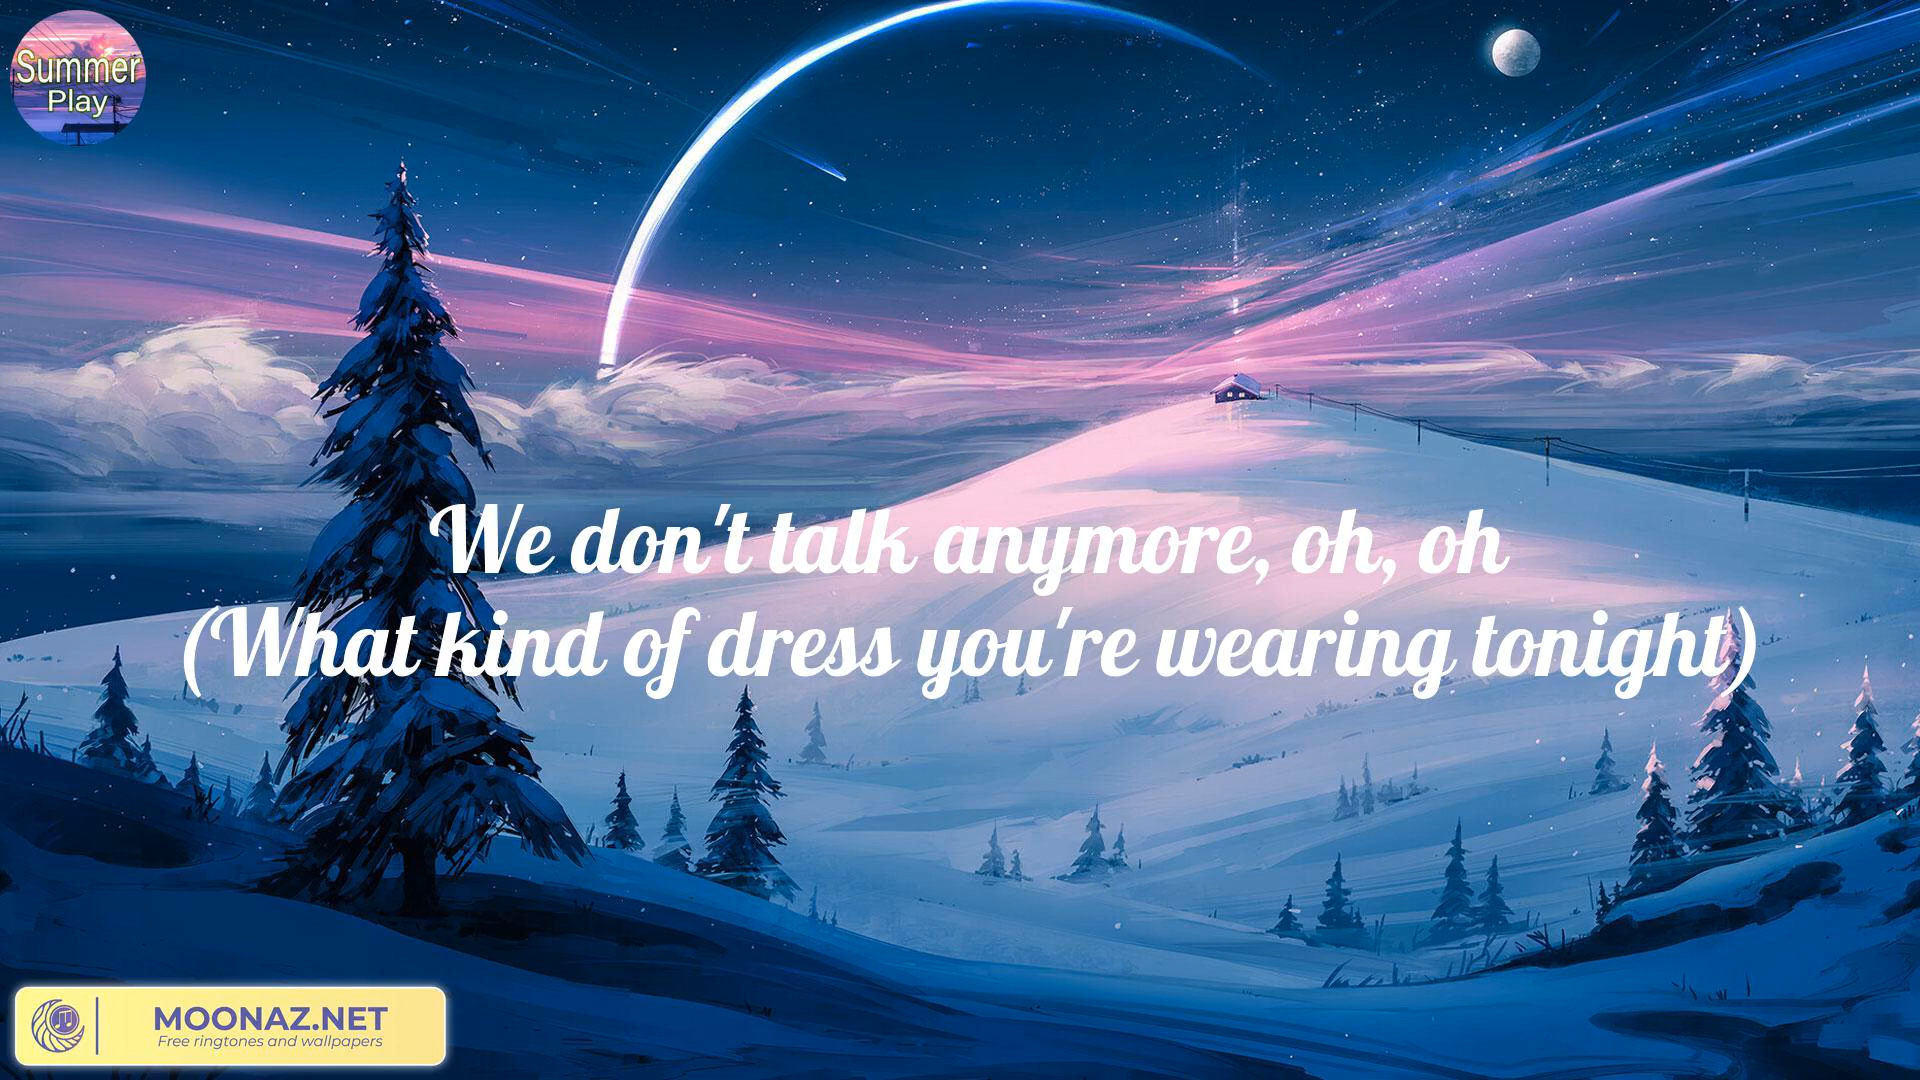 Summer
Play
We don't talk anymore, oh, oh
(What kind of dress you're wearing tonight)
MOONAZ.NET
Free ringtones and wallpapers